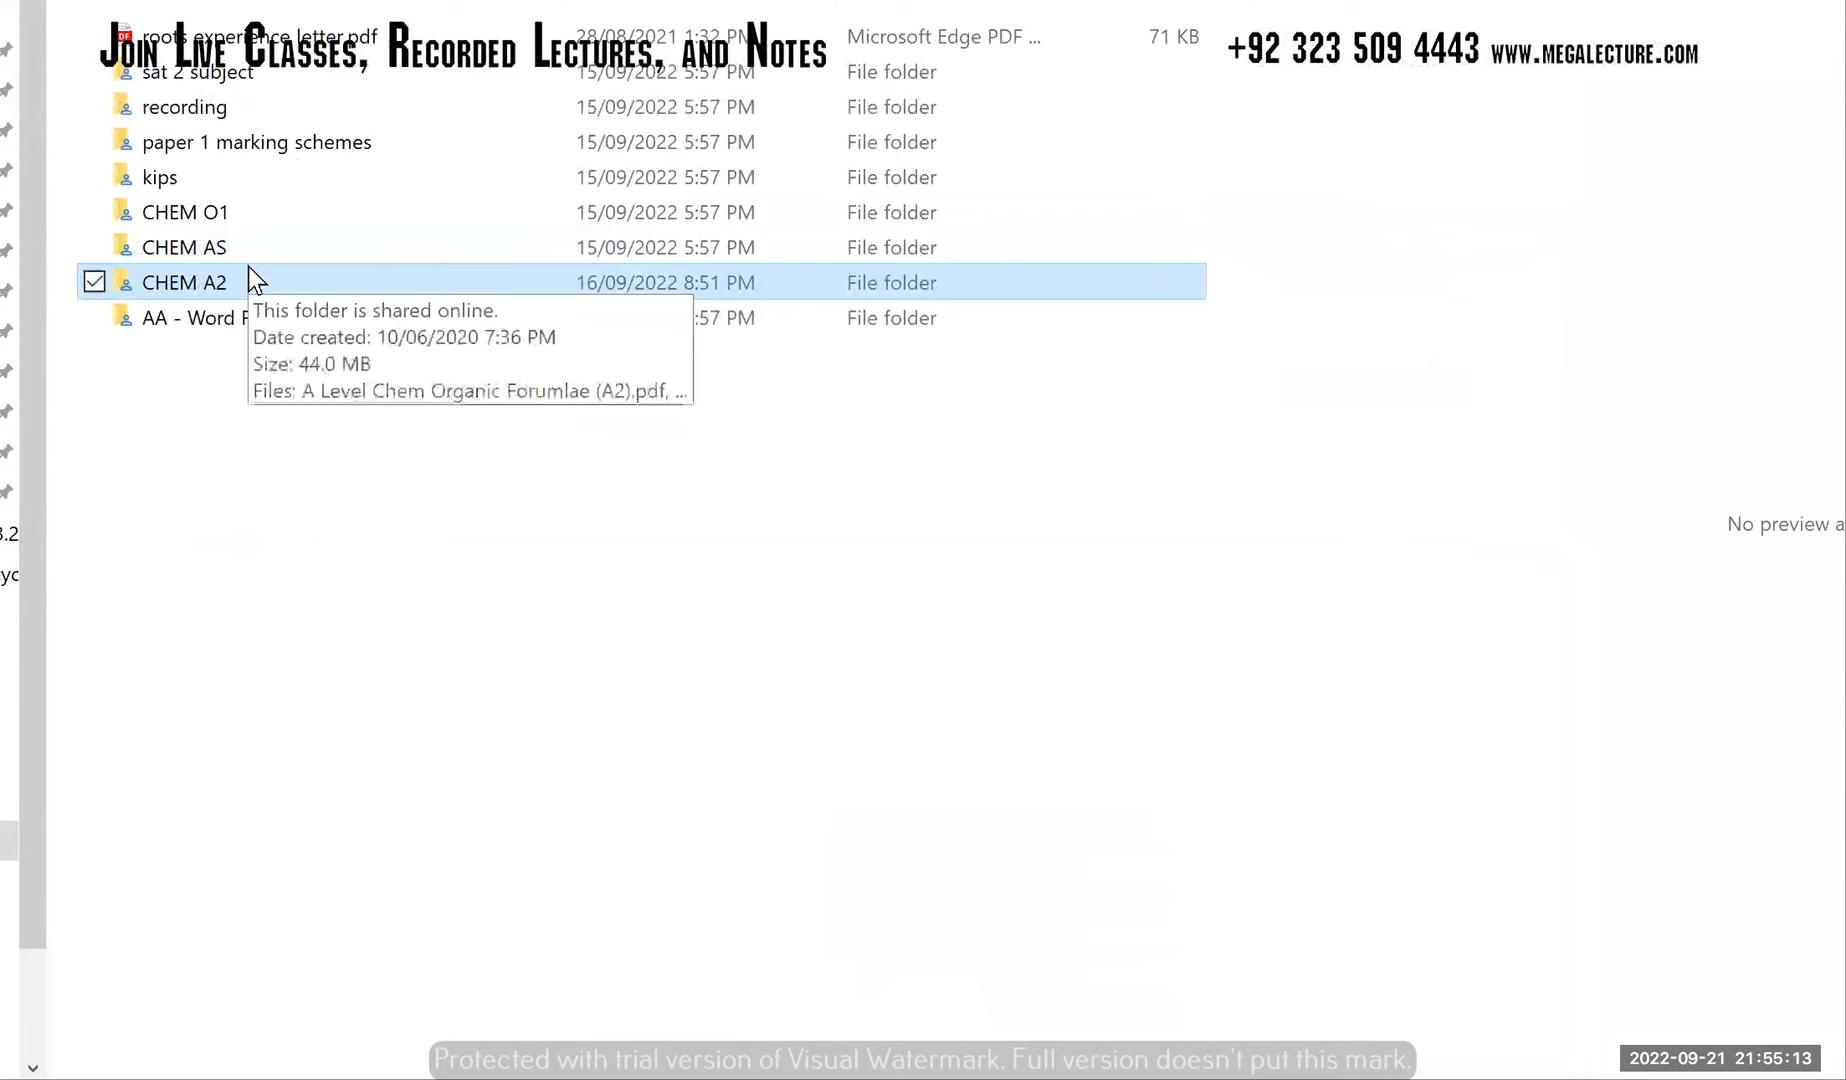 roots experience letter.pdf 28/08/2021 1:32 PM Microsoft Edge PDF ... 71 KB
Join Live Classes, Recorded Lectures, and Notes +92 323 509 4443 www.megalecture.com
sat 2 subject 15/09/2022 5:57 PM File folder
recording 15/09/2022 5:57 PM File folder
paper 1 marking schemes 15/09/2022 5:57 PM File folder
kips 15/09/2022 5:57 PM File folder
CHEM O1 15/09/2022 5:57 PM File folder
CHEM AS 15/09/2022 5:57 PM File folder
CHEM A2 16/09/2022 8:51 PM File folder
AA - Word F :57 PM File folder
This folder is shared online.
Date created: 10/06/2020 7:36 PM
Size: 44.0 MB
Files: A Level Chem Organic Forumlae (A2).pdf, ...
No preview a
3.2
yc
Protected with trial version of Visual Watermark. Full version doesn't put this mark.
2022-09-21 21:55:13